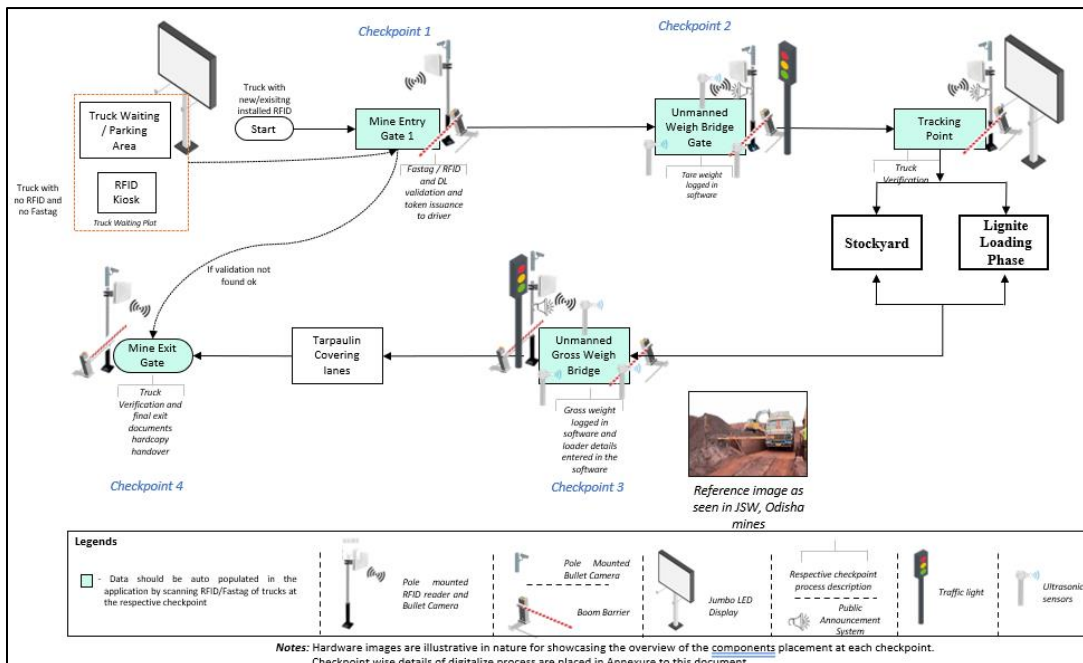 Checkpoint 1
Checkpoint 2
Truck Waiting
/ Parking
Area
RFID
Kiosk
Truck Waiting Plot
Truck with
no RFID and
no Fastag
Truck with
new/exisitng
installed RFID
Start
Mine Entry
Gate 1
Fastag / RFID
and DL
validation and
token issuance
to driver
Unmanned
Weigh Bridge
Gate
Tare weight
logged in
software
Tracking
Point
Truck
Verification
Stockyard
Lignite
Loading
Phase
If validation not
found ok
Mine Exit
Gate
Truck
Verification and
final exit
documents
hardcopy
handover
Tarpaulin
Covering
lanes
Unmanned
Gross Weigh
Bridge
Gross weight
logged in
software and
loader details
entered in the
software
Checkpoint 4
Checkpoint 3
Reference image as
seen in JSW, Odisha
mines
Legends
- Data should be auto populated in the
application by scanning RFID/Fastag of trucks at
the respective checkpoint
Pole mounted
RFID reader and
Bullet Camera
Pole Mounted
Bullet Camera
Boom Barrier
Jumbo LED
Display
Respective checkpoint
process description
Public
Announcement
System
Traffic light
Ultrasonic
sensors
Notes: Hardware images are illustrative in nature for showcasing the overview of the components placement at each checkpoint.
Checkpoint wise details of digitalize process are placed in Annexure to this document